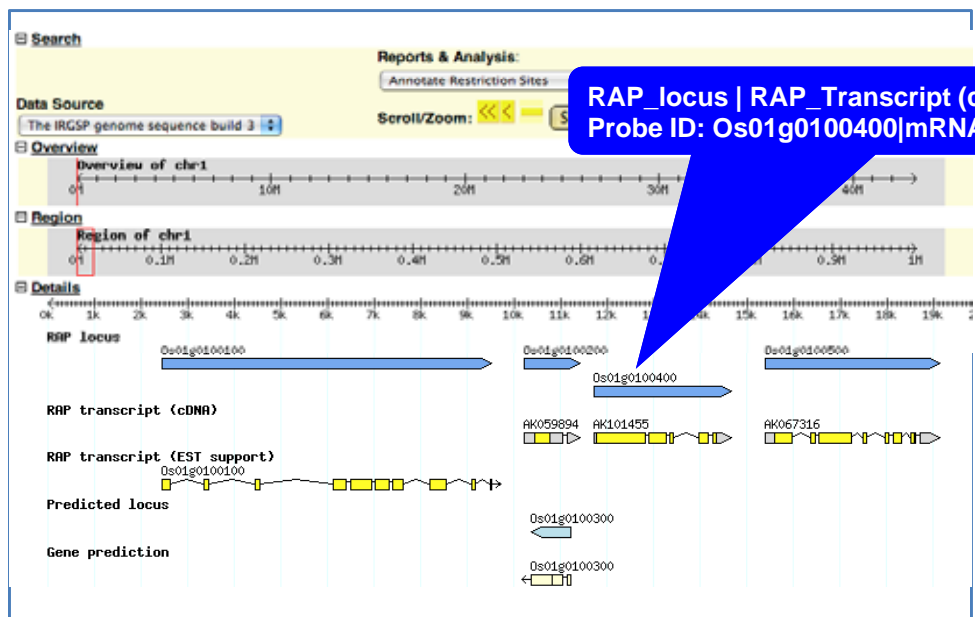 Search
Reports & Analysis:
Annotate Restriction Sites
Data Source
The IRGSP genome sequence build 3
Scroll/Zoom: <<
RAP_locus | RAP_Transcript (
Probe ID: Os01g0100400|mRNA
Overview
Overview of chr1
0M 10M 20M 30M 40M
Region
Region of chr1
0M 0.1M 0.2M 0.3M 0.4M 0.5M 0.6M 0.9M 1M
Details
0k 1k 2k 3k 4k 5k 6k 7k 8k 9k 10k 11k 12k 13k 14k 15k 16k 17k 18k 19k
RAP locus
Os01g0100100 Os01g0100200 Os01g0100500
Os01g0100400
RAP transcript (cDNA)
AK059894 AK101455 AK067316
RAP transcript (EST support)
Os01g0100100
Predicted locus
Os01g0100300
Gene prediction
Os01g0100300